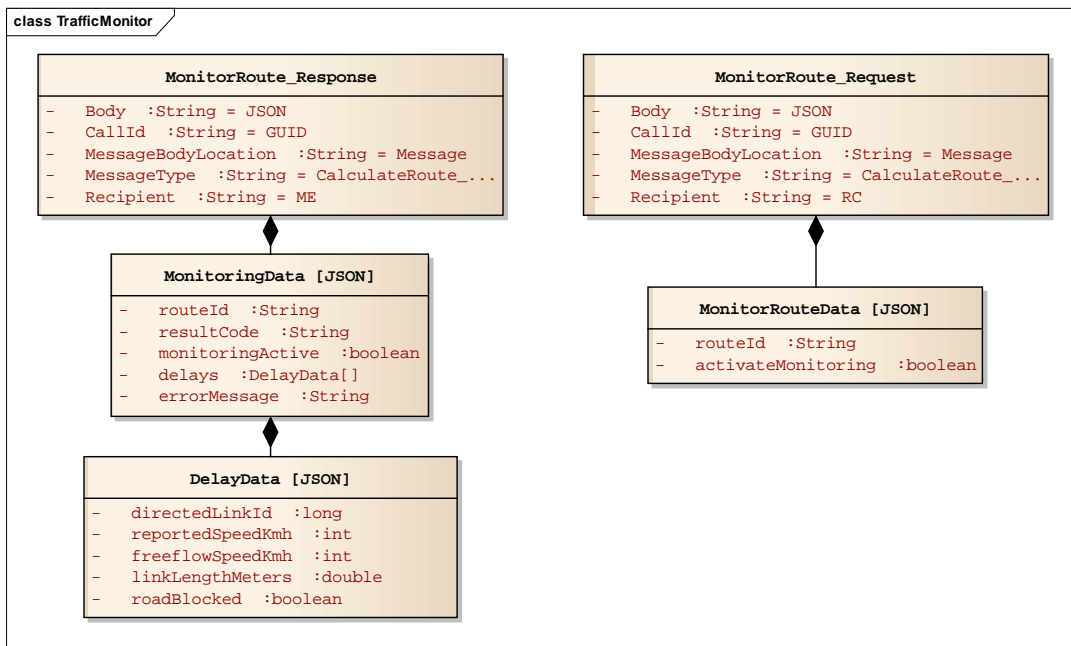 class TrafficMonitor
MonitorRoute_Response
- Body :String = JSON
- CallId :String = GUID
- MessageBodyLocation :String = Message
- MessageType :String = CalculateRoute_...
- Recipient :String = ME
MonitorRoute_Request
- Body :String = JSON
- CallId :String = GUID
- MessageBodyLocation :String = Message
- MessageType :String = CalculateRoute_...
- Recipient :String = RC
MonitoringData [JSON]
- routeId :String
- resultCode :String
- monitoringActive :boolean
- delays :DelayData[]
- errorMessage :String
MonitorRouteData [JSON]
- routeId :String
- activateMonitoring :boolean
DelayData [JSON]
- directedLinkId :long
- reportedSpeedKmh :int
- freeflowSpeedKmh :int
- linkLengthMeters :double
- roadBlocked :boolean